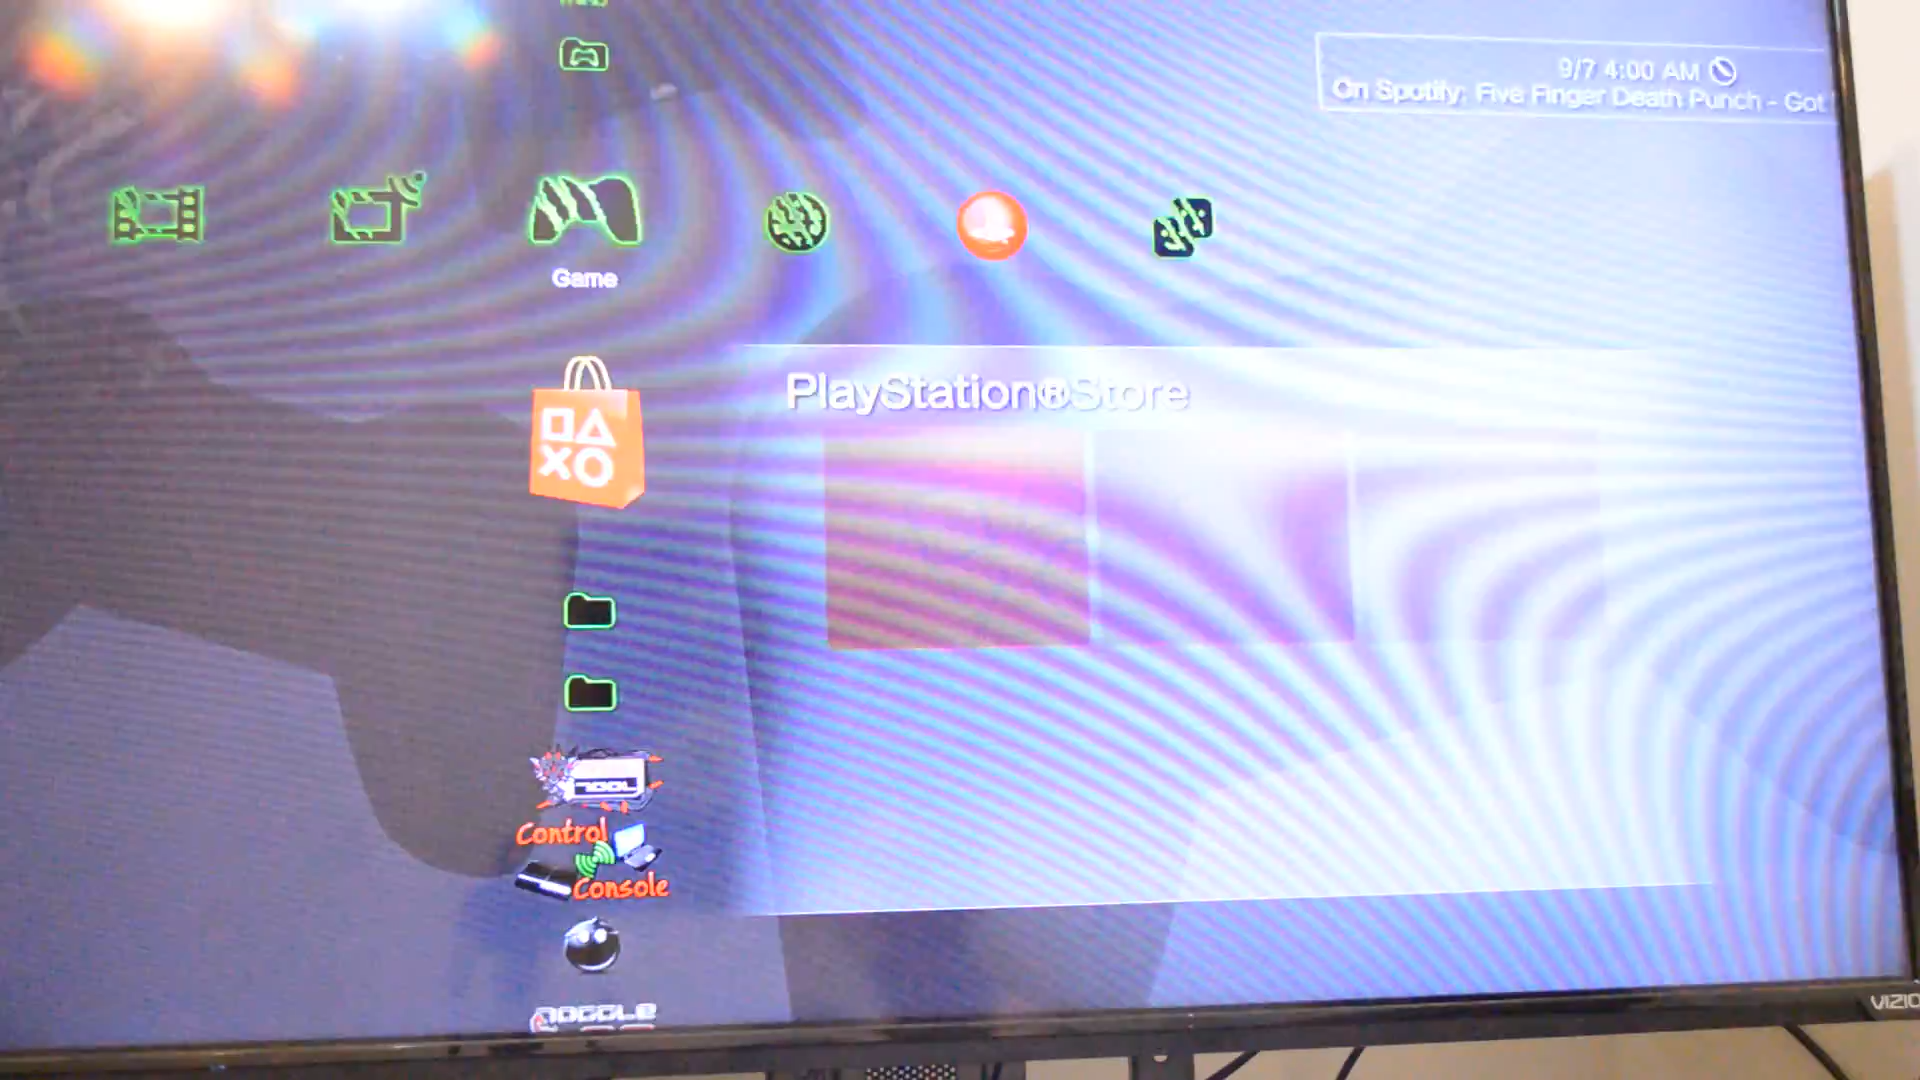 9/7 4:00 AM
On Spotify: Five Finger Death Punch - Got
Game
PlayStation®Store
Control
Console
VIZIO